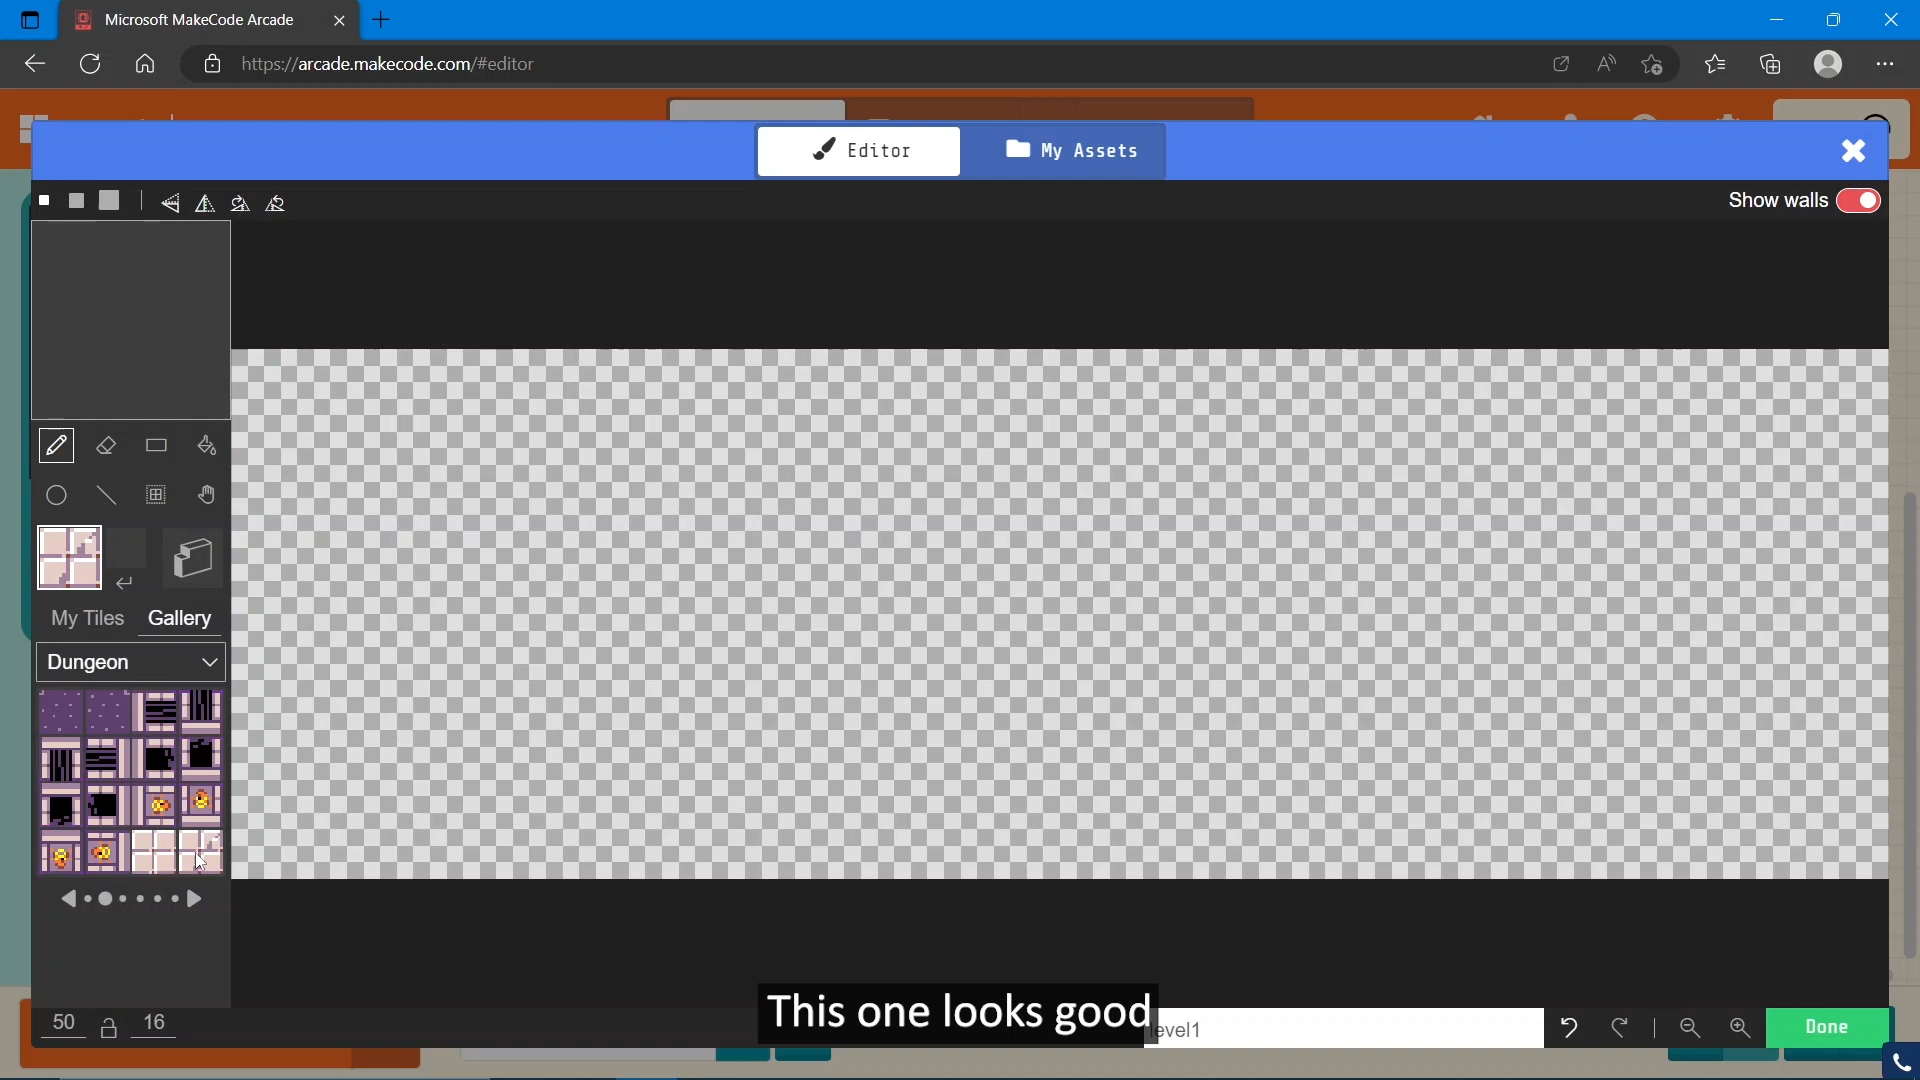 Microsoft MakeCode Arcade
https://arcade.makecode.com/#editor
Editor
My Assets
Show walls
My Tiles
Gallery
Dungeon
50
16
This one looks good
level1
Done